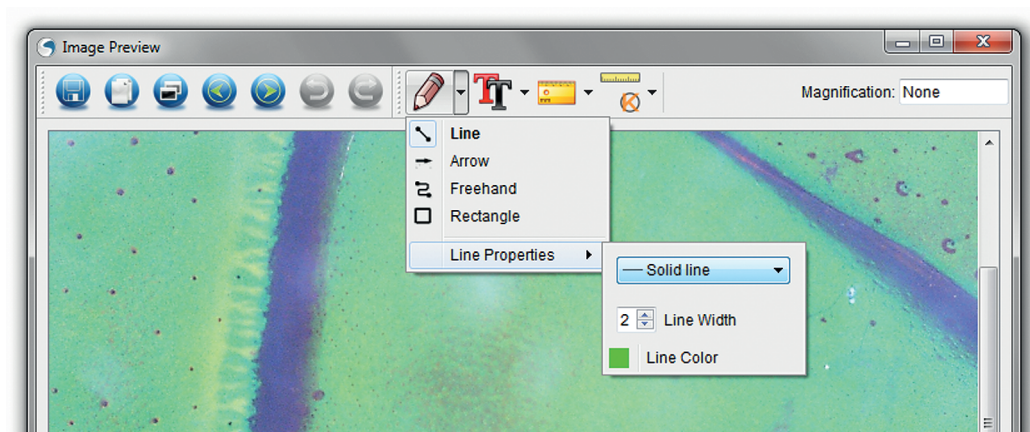 Image Preview
Magnification: None
Line
Arrow
Freehand
Rectangle
Line Properties
Solid line
2 Line Width
Line Color